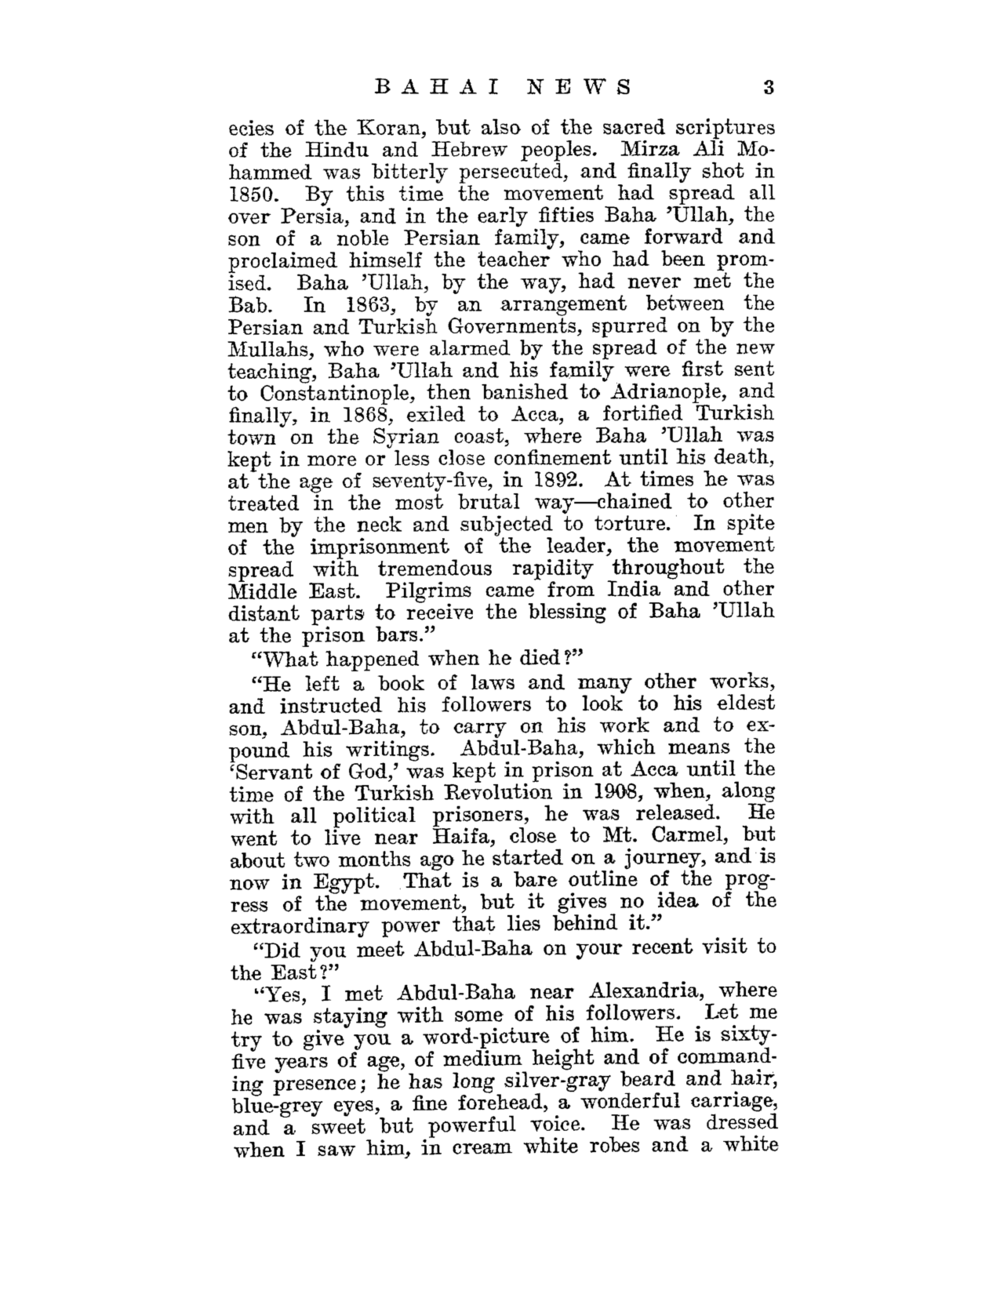 BAHAI NEWS 3
ecies of the Koran, but also of the sacred scriptures
of the Hindu and Hebrew peoples. Mirza Ali Mo-
hammed was bitterly persecuted, and finally shot in
1850. By this time the movement had spread all
over Persia, and in the early fifties Baha ’Ullah, the
son of a noble Persian family, came forward and
proclaimed himself the teacher who had been prom-
ised. Baha ’Ullah, by the way, had never met the
Bab. In 1863, by an arrangement between the
Persian and Turkish Governments, spurred on by the
Mullahs, who were alarmed by the spread of the new
teaching, Baha ’Ullah and his family were first sent
to Constantinople, then banished to Adrianople, and
finally, in 1868, exiled to Acca, a fortified Turkish
town on the Syrian coast, where Baha ’Ullah was
kept in more or less close confinement until his death,
at the age of seventy-five, in 1892. At times he was
treated in the most brutal way—chained to other
men by the neck and subjected to torture. In spite
of the imprisonment of the leader, the movement
spread with tremendous rapidity throughout the
Middle East. Pilgrims came from India and other
distant parts to receive the blessing of Baha ’Ullah
at the prison bars.”
“What happened when he died?”
“He left a book of laws and many other works,
and instructed his followers to look to his eldest
son, Abdul-Baha, to carry on his work and to ex-
pound his writings. Abdul-Baha, which means the
‘Servant of God,’ was kept in prison at Acca until the
time of the Turkish Revolution in 1908, when, along
with all political prisoners, he was released. He
went to live near Haifa, close to Mt. Carmel, but
about two months ago he started on a journey, and is
now in Egypt. That is a bare outline of the prog-
ress of the movement, but it gives no idea of the
extraordinary power that lies behind it.”
“Did you meet Abdul-Baha on your recent visit to
the East?”
“Yes, I met Abdul-Baha near Alexandria, where
he was staying with some of his followers. Let me
try to give you a word-picture of him. He is sixty-
five years of age, of medium height and of command-
ing presence; he has long silver-gray beard and hair,
blue-grey eyes, a fine forehead, a wonderful carriage,
and a sweet but powerful voice. He was dressed
when I saw him, in cream white robes and a white